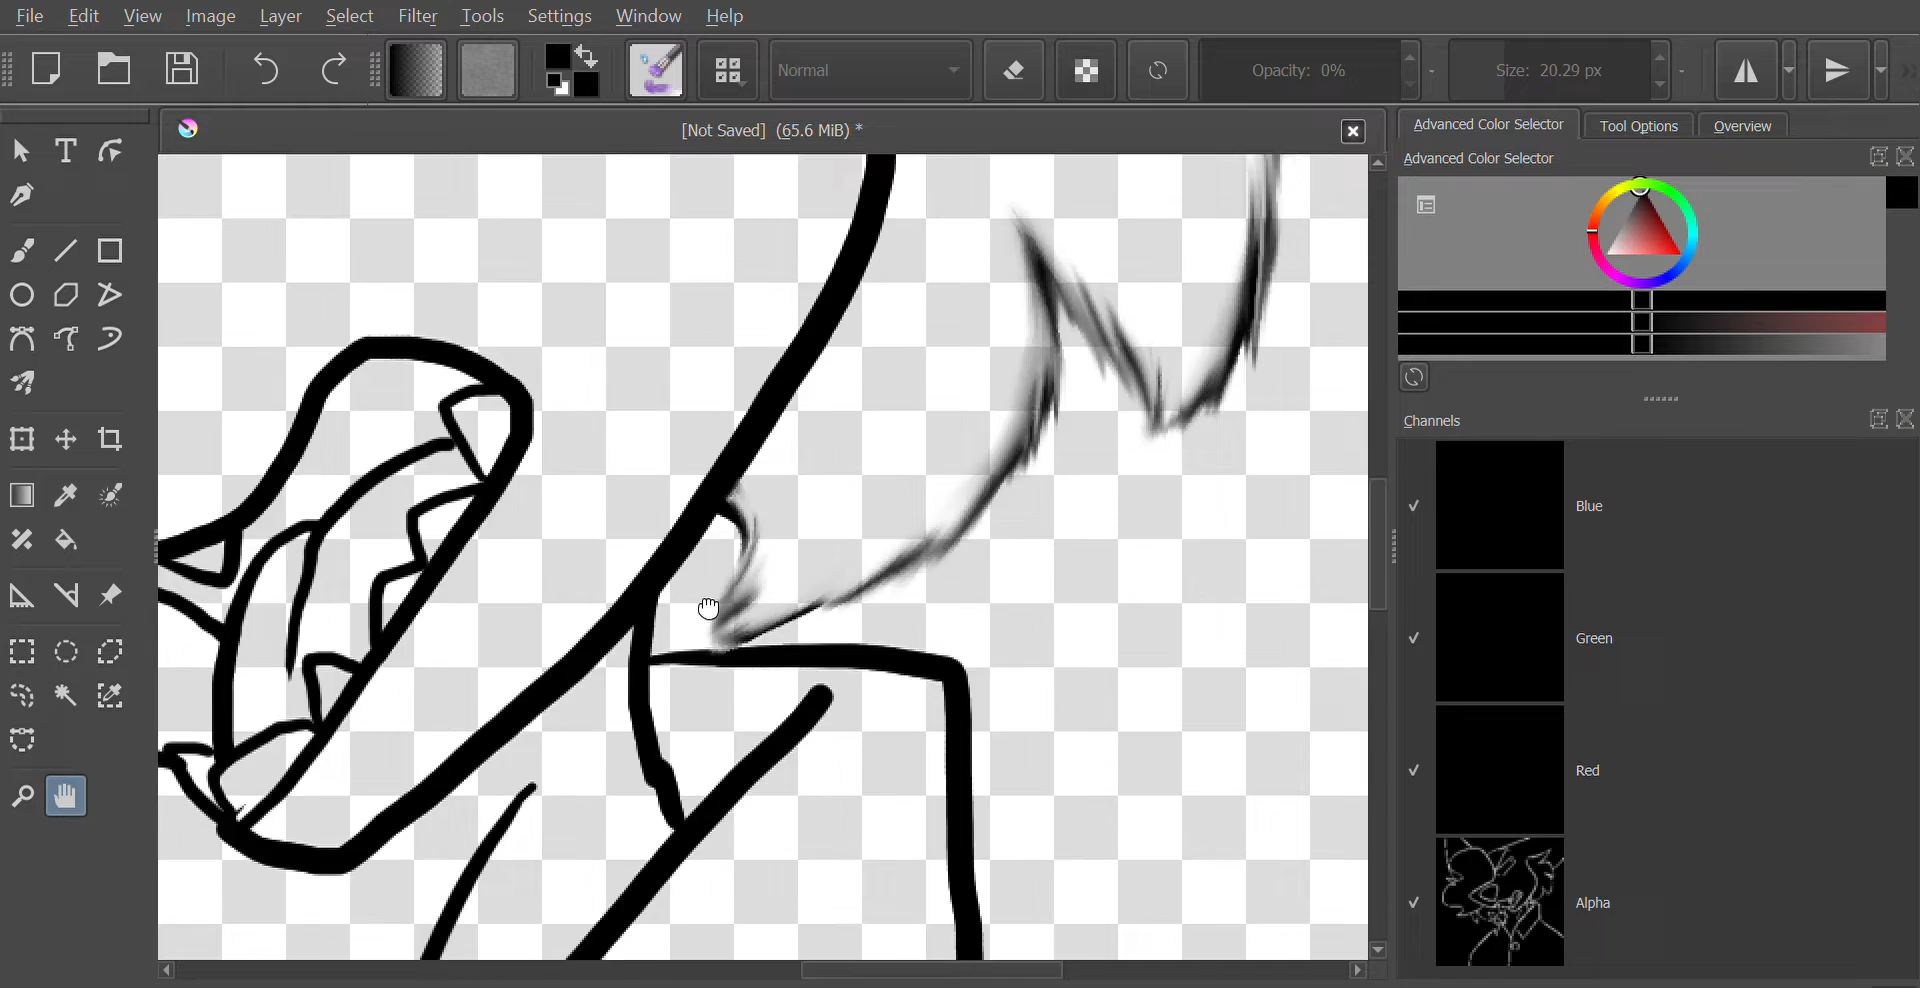 File Edit View Image Layer Select Filter Tools Settings Window Help
Normal Opacity: 0% Size: 20.29 px
[Not Saved] (65.6 MiB) *
Advanced Color Selector Tool Options Overview
Advanced Color Selector
Channels
Blue
Green
Red
Alpha